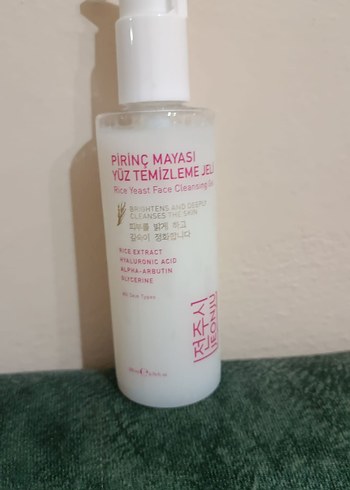 PİRİNÇ MAYASI
YÜZ TEMİZLEME JELİ
Rice Yeast Face Cleansing Gel
BRIGHTENS AND DEEPLY
CLEANSES THE SKIN
피부를 밝게 하고
깊숙이 정화합니다
RICE EXTRACT
HYALURONIC ACID
ALPHA-ARBUTIN
GLYCERINE
All Skin Types
전주시
JEONJU